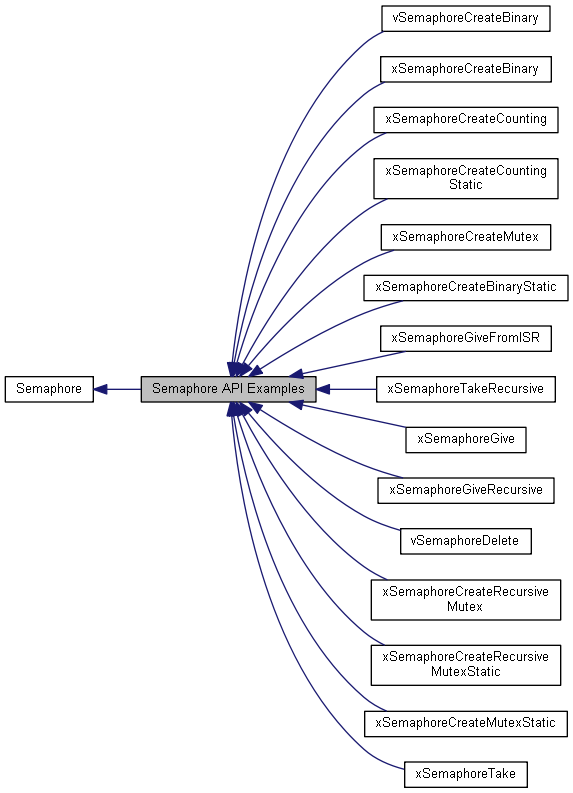 vSemaphoreCreateBinary
xSemaphoreCreateBinary
xSemaphoreCreateCounting
xSemaphoreCreateCounting
Static
xSemaphoreCreateMutex
xSemaphoreCreateBinaryStatic
xSemaphoreGiveFromISR
Semaphore
Semaphore API Examples
xSemaphoreTakeRecursive
xSemaphoreGive
xSemaphoreGiveRecursive
vSemaphoreDelete
xSemaphoreCreateRecursive
Mutex
xSemaphoreCreateRecursive
MutexStatic
xSemaphoreCreateMutexStatic
xSemaphoreTake